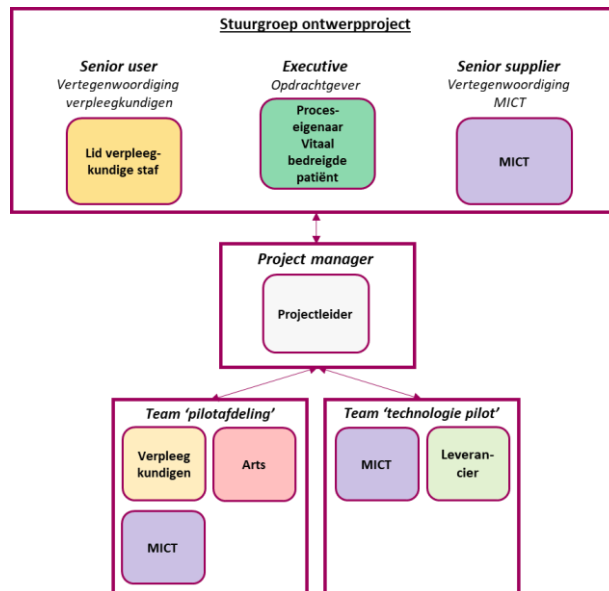 Stuurgroep ontwerpproject
Senior user
Vertegenwoordiging
verpleegkundigen
Lid verpleeg-
kundige staf
Executive
Opdrachtgever
Proces-
eigenaar
Vitaal
bedreigde
patiënt
Senior supplier
Vertegenwoordiging
MICT
MICT
Project manager
Projectleider
Team ‘pilotafdeling’
Verpleeg
kundigen
Arts
MICT
Team ‘technologie pilot’
MICT
Leveran-
cier